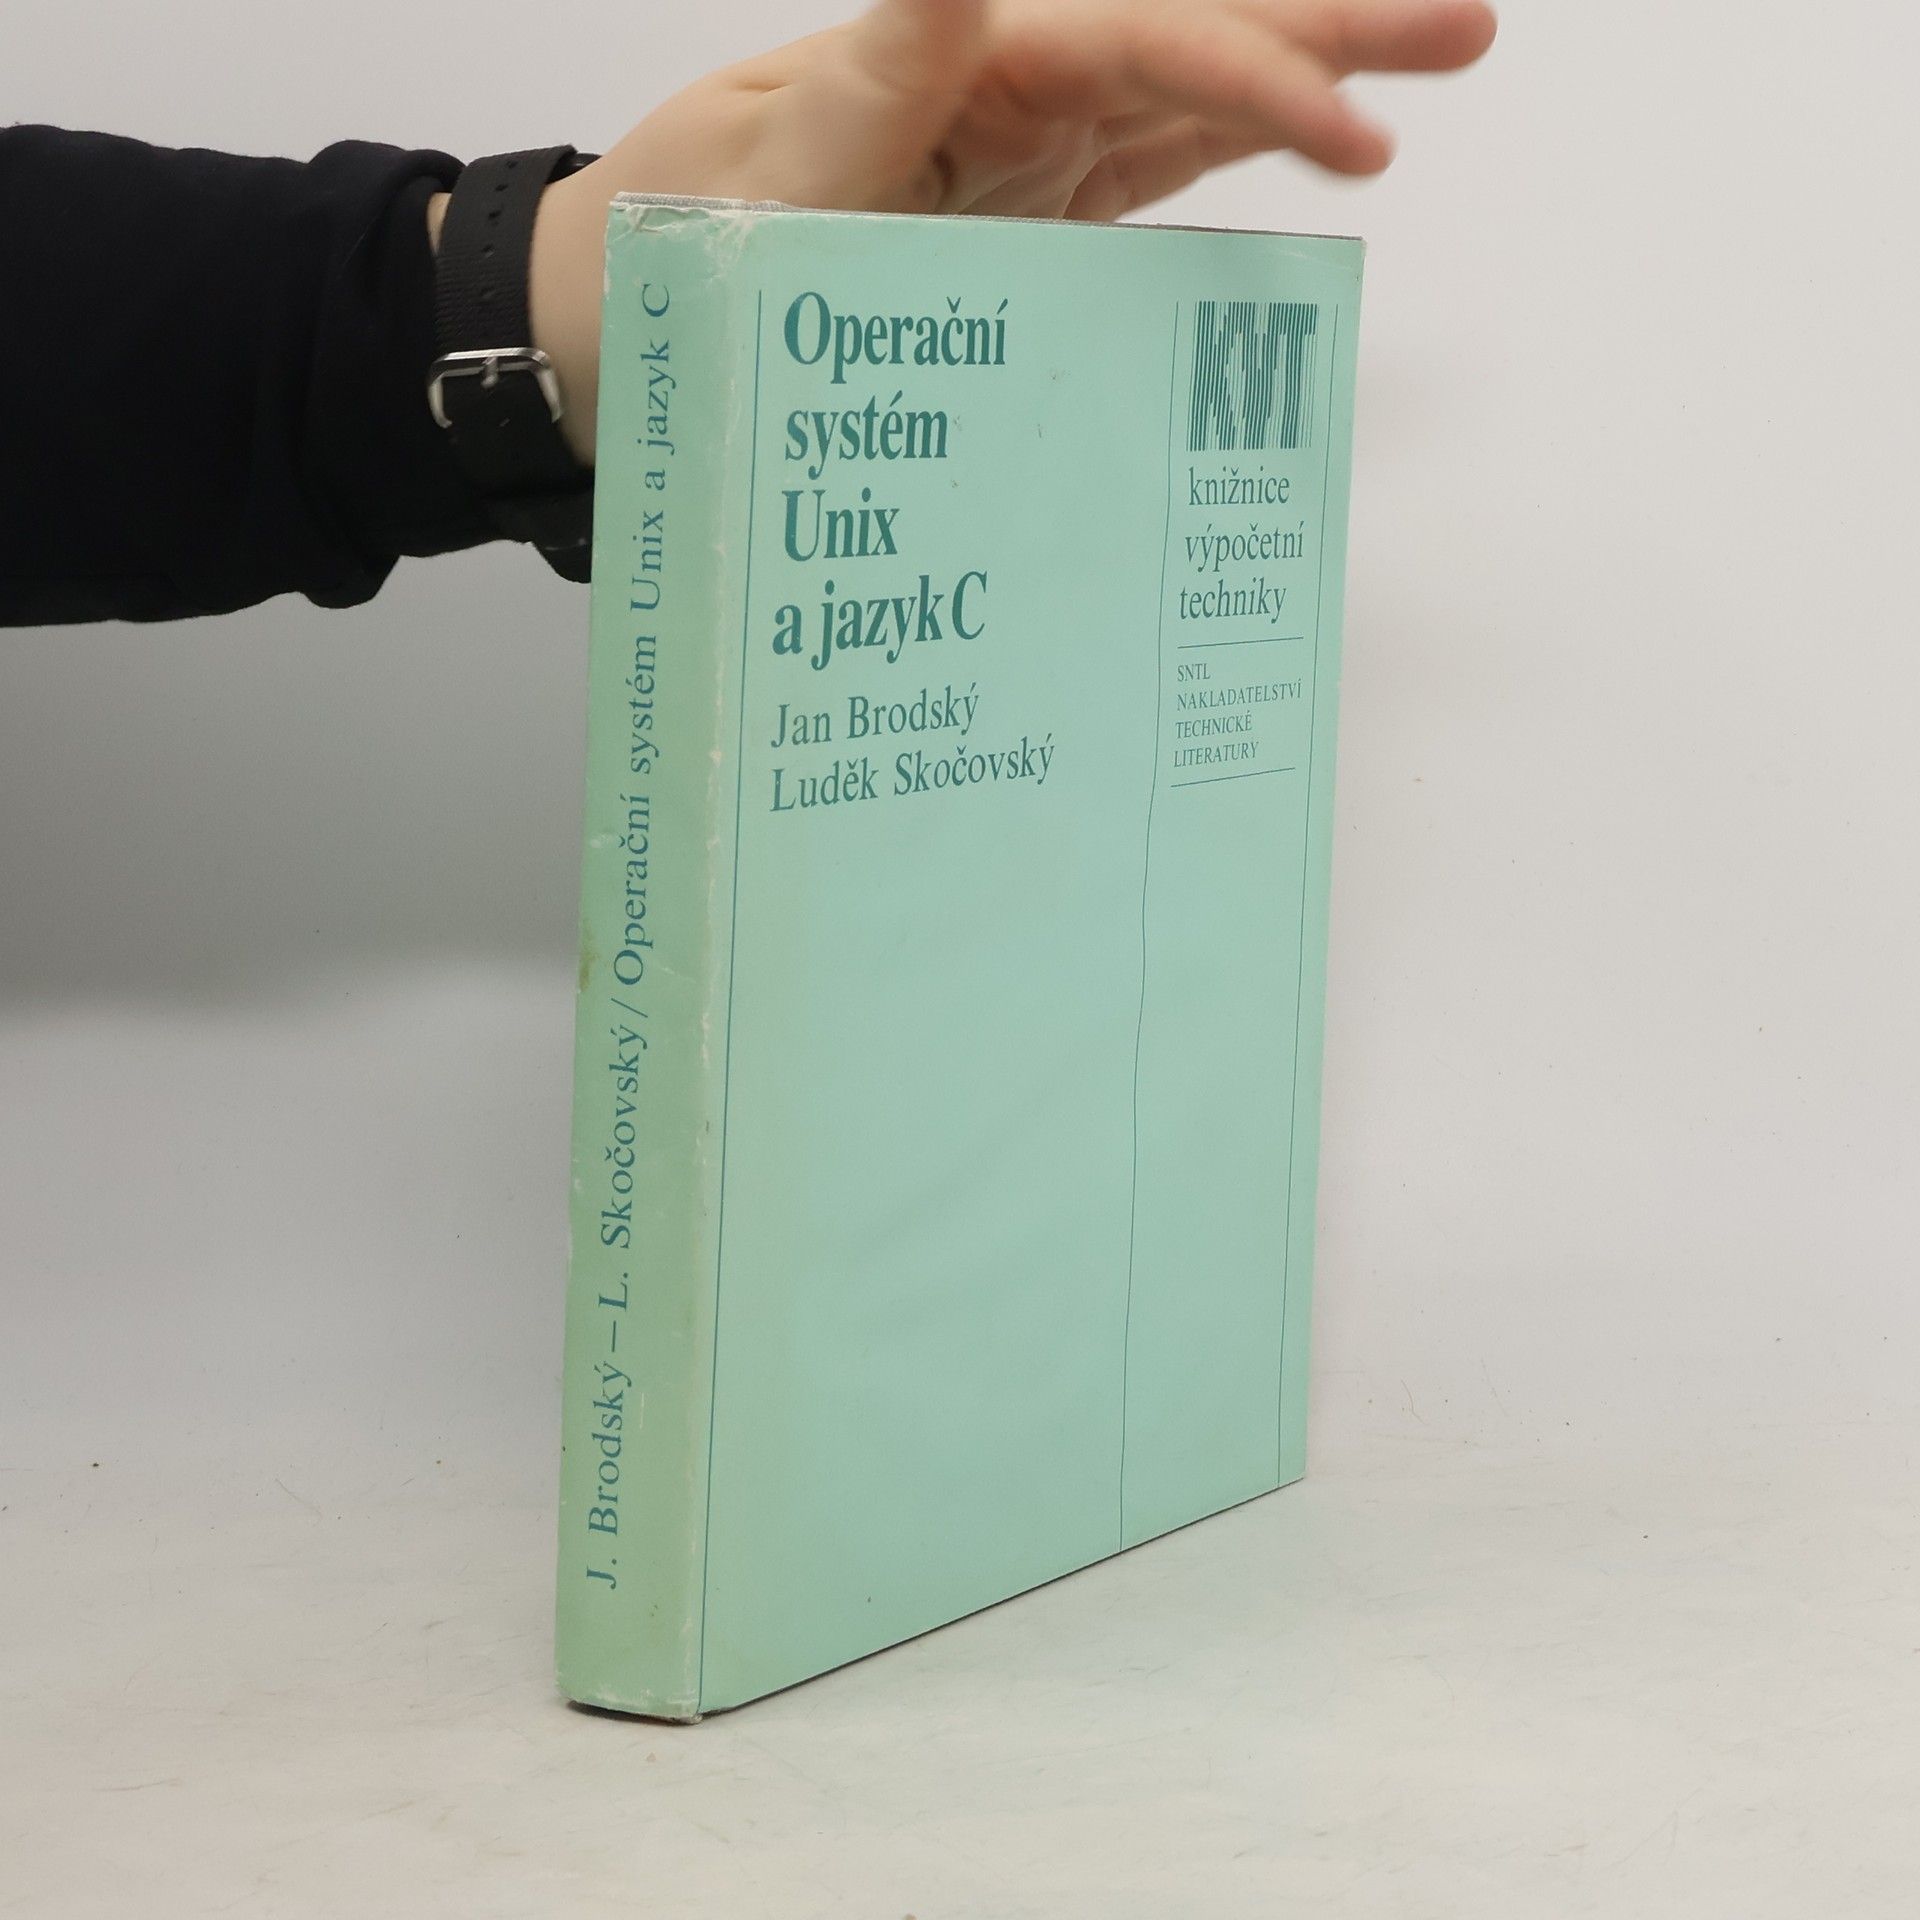 J. Brodský – L. Skočovský / Operační systém Unix a jazyk C
Operační
systém
Unix
a jazyk C
Jan Brodský
Luděk Skočovský
KVT
knižnice
výpočetní
techniky
SNTL
NAKLADATELSTVÍ
TECHNICKÉ
LITERATURY